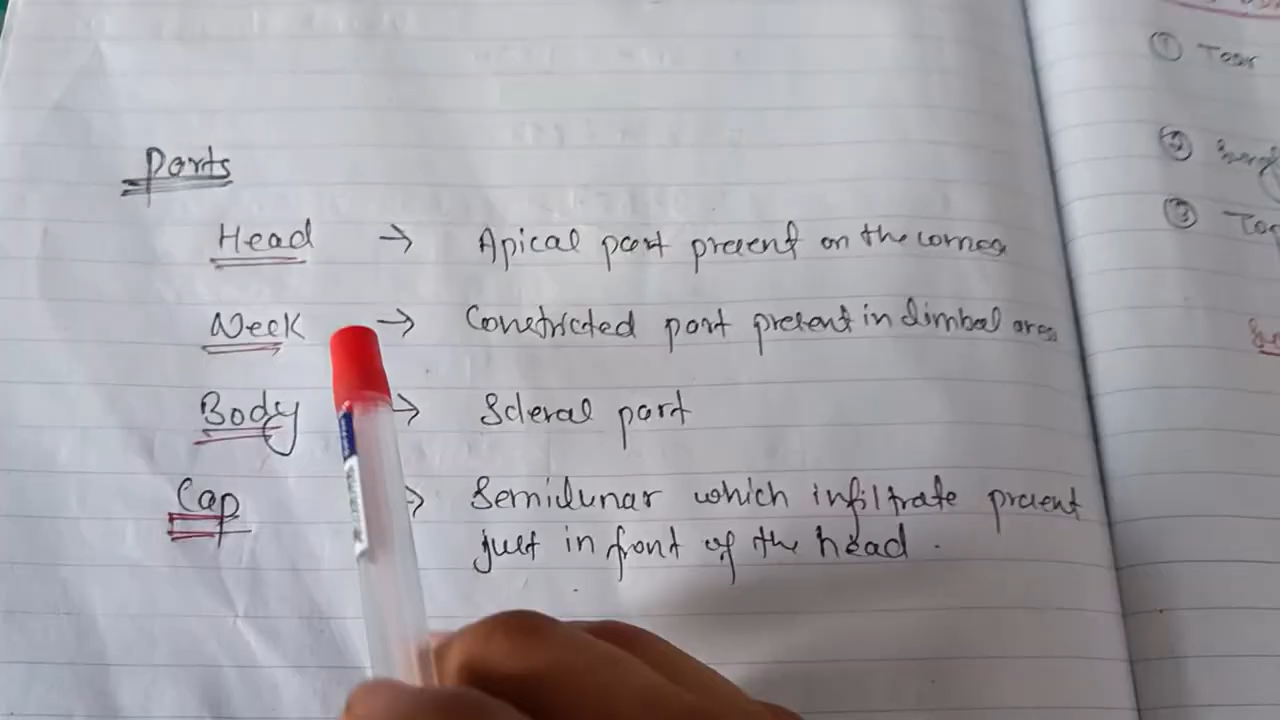 Parts
Head → Apical part present on the cornea
Neck → Constricted part present in limbal area
Body → Scleral part
Cap → Semilunar which infiltrate present
just in front of the head.
① Tear
②
③